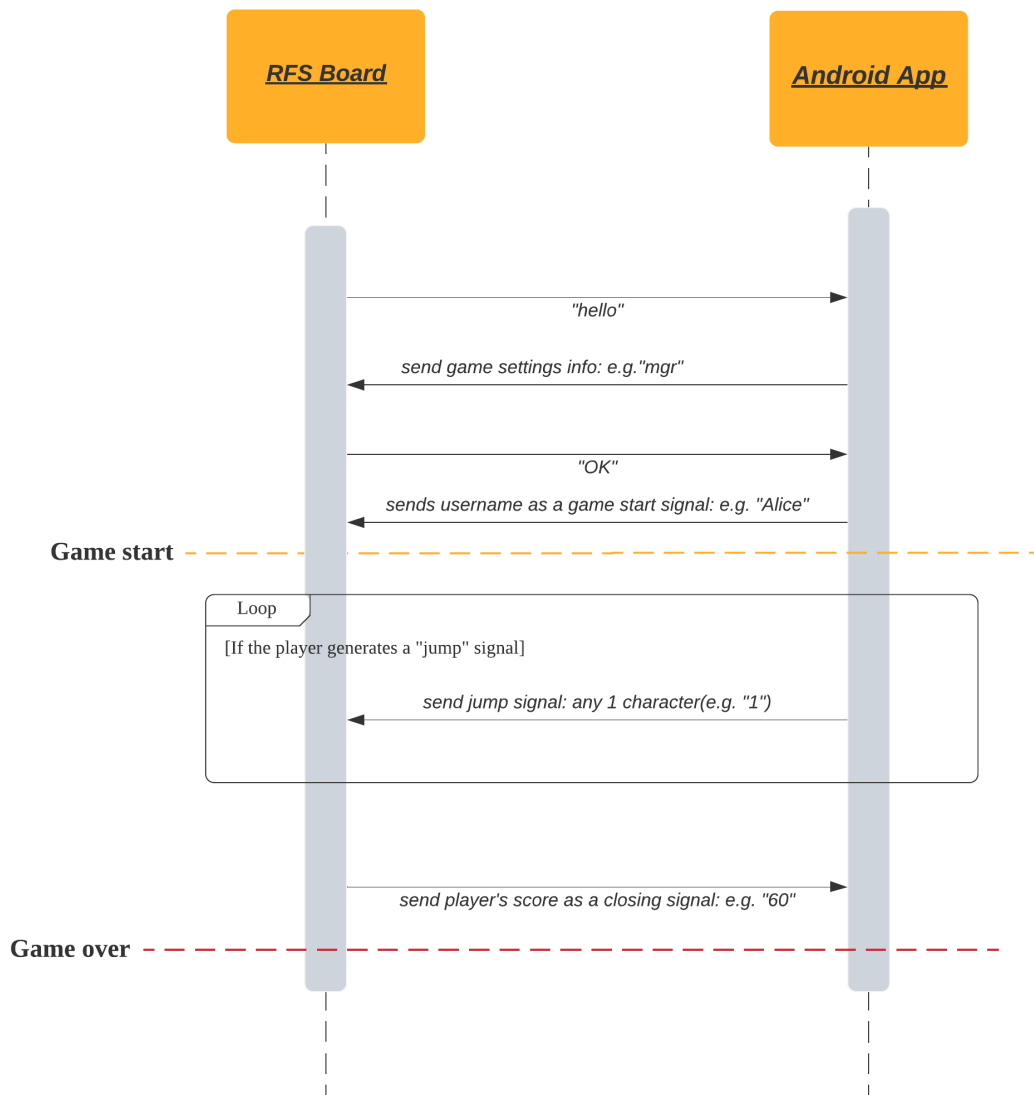 RFS Board
Android App
"hello"
send game settings info: e.g."mgr"
"OK"
sends username as a game start signal: e.g. "Alice"
Game start
Loop
[If the player generates a "jump" signal]
send jump signal: any 1 character(e.g. "1")
send player's score as a closing signal: e.g. "60"
Game over